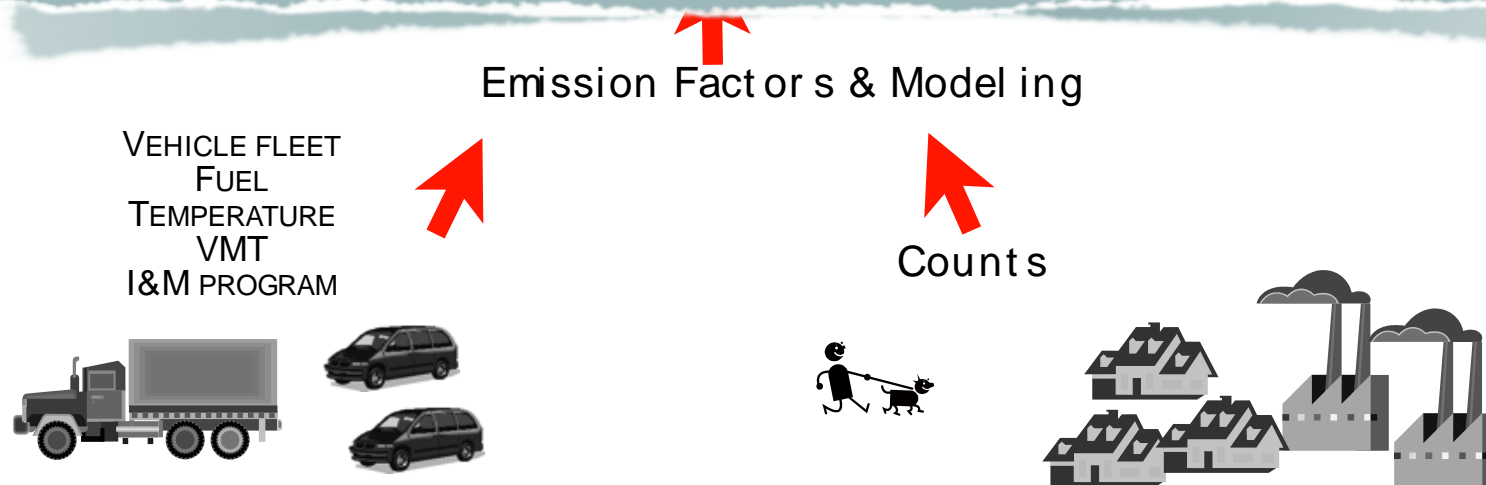 Emission Factors & Modeling
VEHICLE FLEET
FUEL
TEMPERATURE
VMT
I&M PROGRAM
Counts